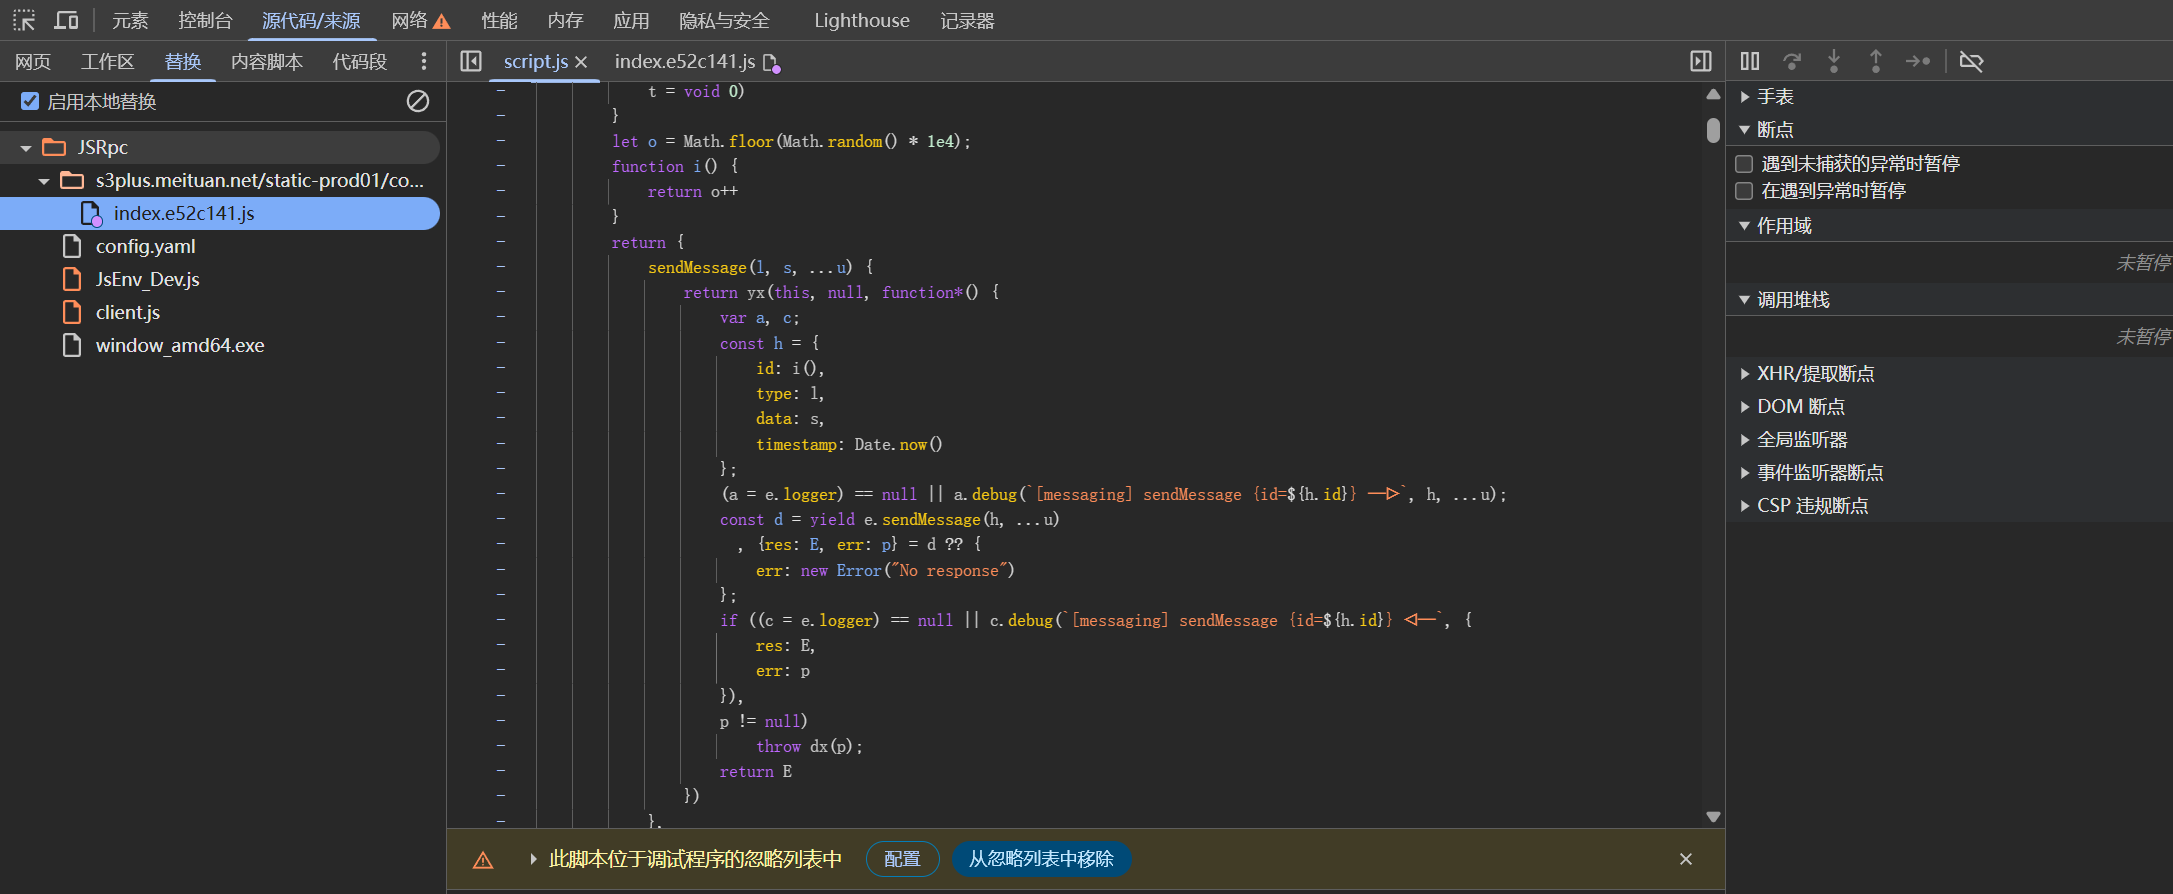 元素 控制台 源代码/来源 网络 性能 内存 应用 隐私与安全 Lighthouse 记录器
网页 工作区 替换 内容脚本 代码段
启用本地替换
JSRpc
s3plus.meituan.net/static-prod01/co...
index.e52c141.js
config.yaml
JsEnv_Dev.js
client.js
window_amd64.exe
script.js index.e52c141.js
t = void 0)
}
let o = Math.floor(Math.random() * 1e4);
function i() {
return o++
}
return {
sendMessage(l, s, ...u) {
return yx(this, null, function*() {
var a, c;
const h = {
id: i(),
type: l,
data: s,
timestamp: Date.now()
};
(a = e.logger) == null || a.debug(`[messaging] sendMessage {id=${h.id}} ──▷`, h, ...u);
const d = yield e.sendMessage(h, ...u)
, {res: E, err: p} = d ?? {
err: new Error("No response")
};
if ((c = e.logger) == null || c.debug(`[messaging] sendMessage {id=${h.id}} ◁──`, {
res: E,
err: p
}),
p != null)
throw dx(p);
return E
})
},
此脚本位于调试程序的忽略列表中 配置 从忽略列表中移除
手表
断点
遇到未捕获的异常时暂停
在遇到异常时暂停
作用域
未暂停
调用堆栈
未暂停
XHR/提取断点
DOM 断点
全局监听器
事件监听器断点
CSP 违规断点